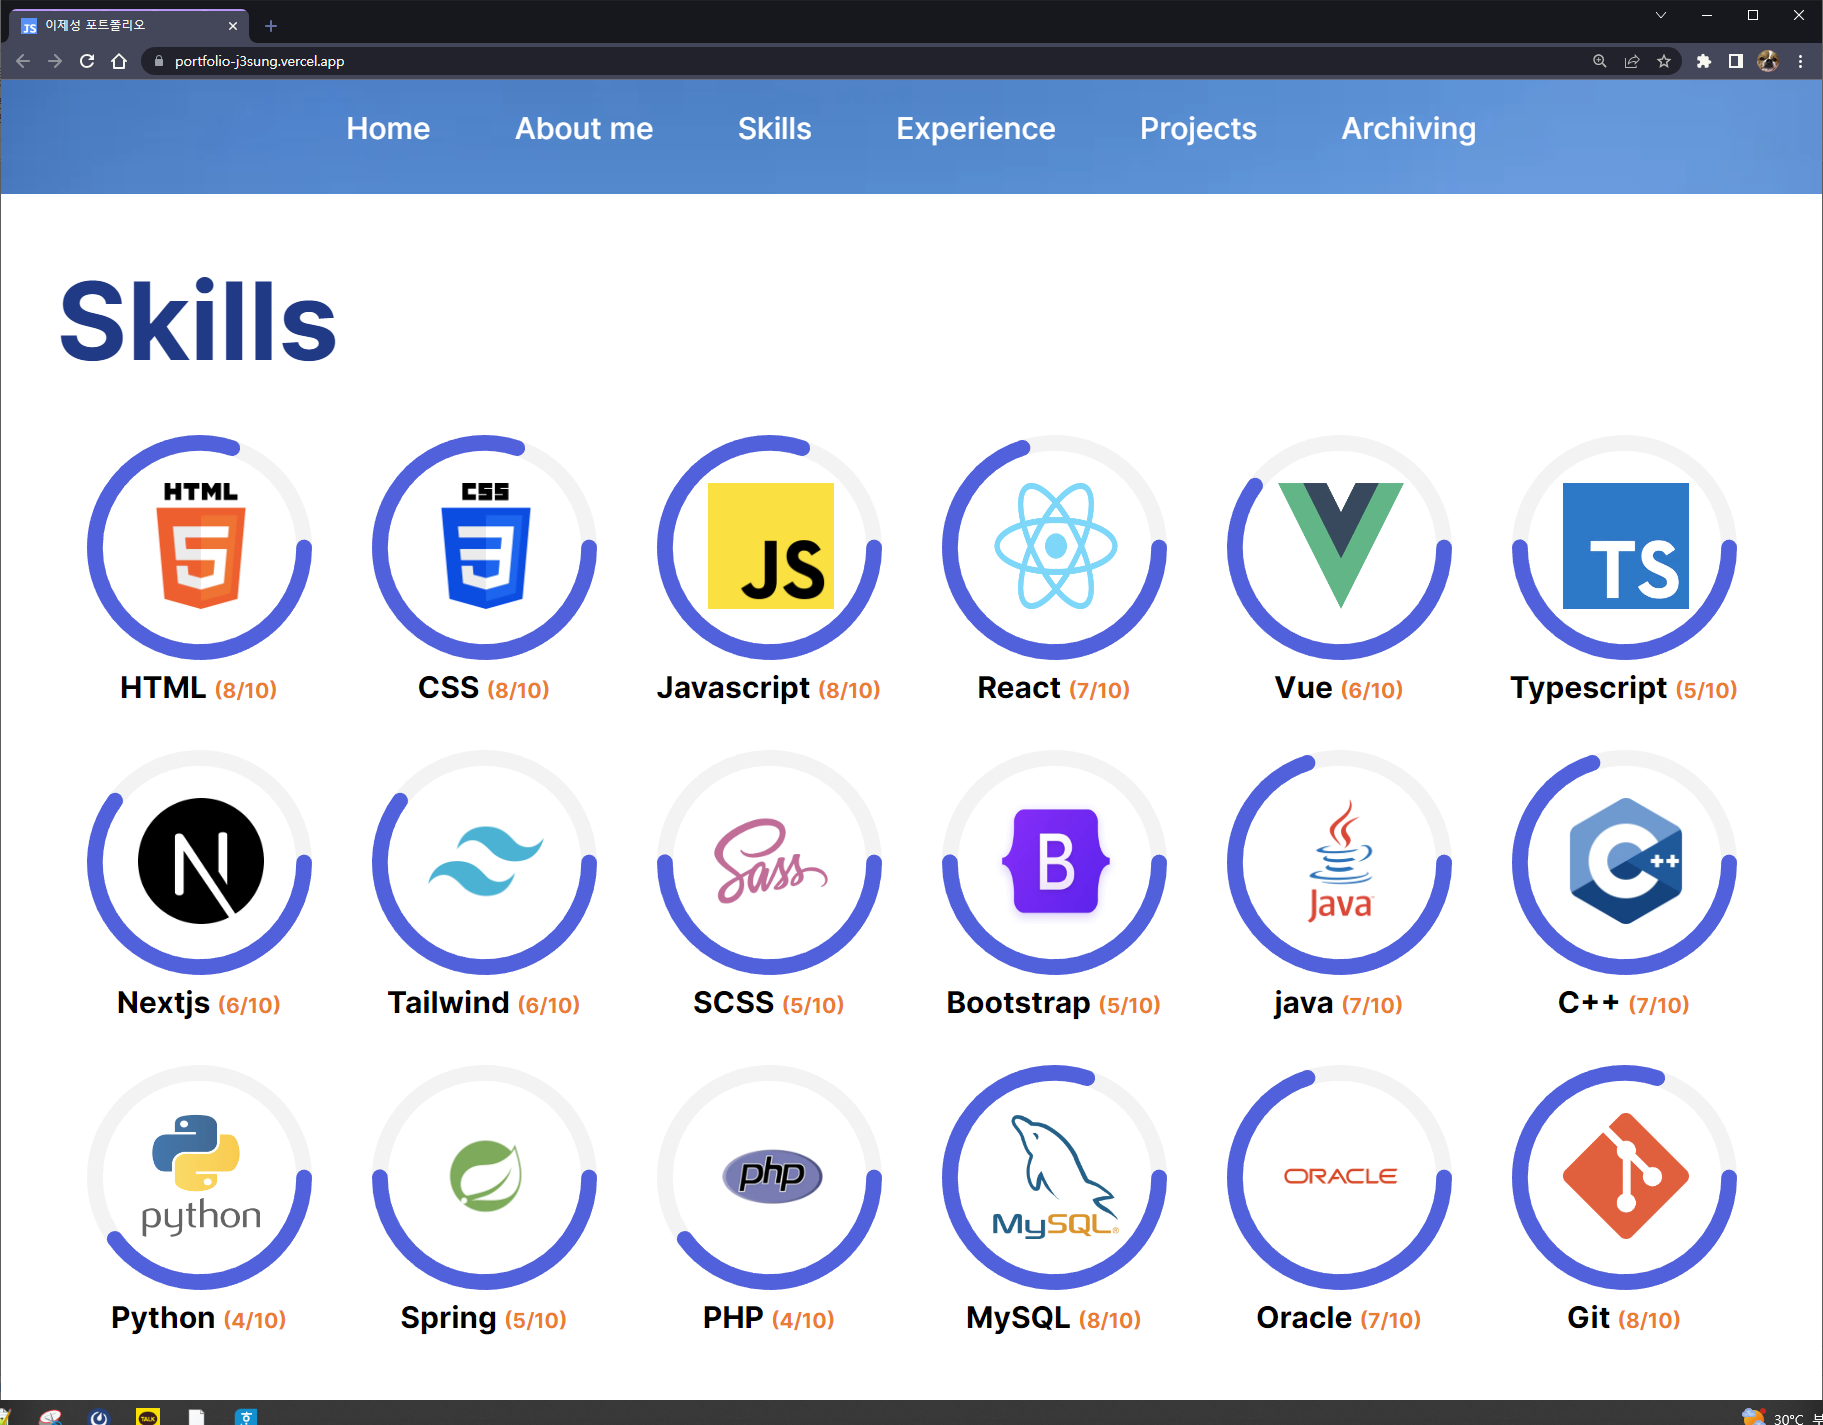 JS 이제성 포트폴리오
portfolio-j3sung.vercel.app
Home About me Skills Experience Projects Archiving
Skills
HTML 5 CSS 3 JS TS
HTML (8/10) CSS (8/10) Javascript (8/10) React (7/10) Vue (6/10) Typescript (5/10)
N Sass B Java C++
Nextjs (6/10) Tailwind (6/10) SCSS (5/10) Bootstrap (5/10) java (7/10) C++ (7/10)
python php MySQL® ORACLE
Python (4/10) Spring (5/10) PHP (4/10) MySQL (8/10) Oracle (7/10) Git (8/10)
TALK 30°C